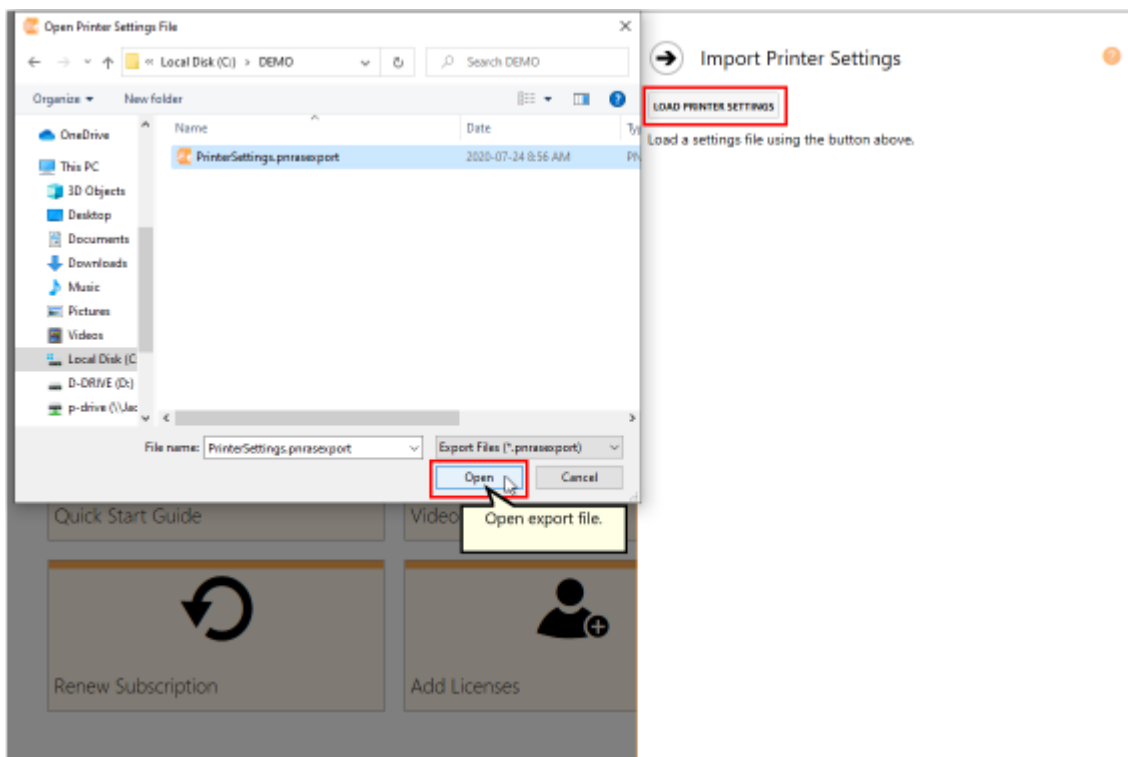 Open Printer Settings File
Local Disk (C:) > DEMO
Search DEMO
Organize
New folder
Name
Date
OneDrive
PrinterSettings.pnrasexport
2020-07-24 8:56 AM
This PC
3D Objects
Desktop
Documents
Downloads
Music
Pictures
Videos
Local Disk (C
D-DRIVE (D:)
p-drive (\\Jac
File name:
PrinterSettings.pnrasexport
Export Files (*.pnrasexport)
Open
Cancel
Open export file.
Import Printer Settings
LOAD PRINTER SETTINGS
Load a settings file using the button above.
Quick Start Guide
Video
Renew Subscription
Add Licenses